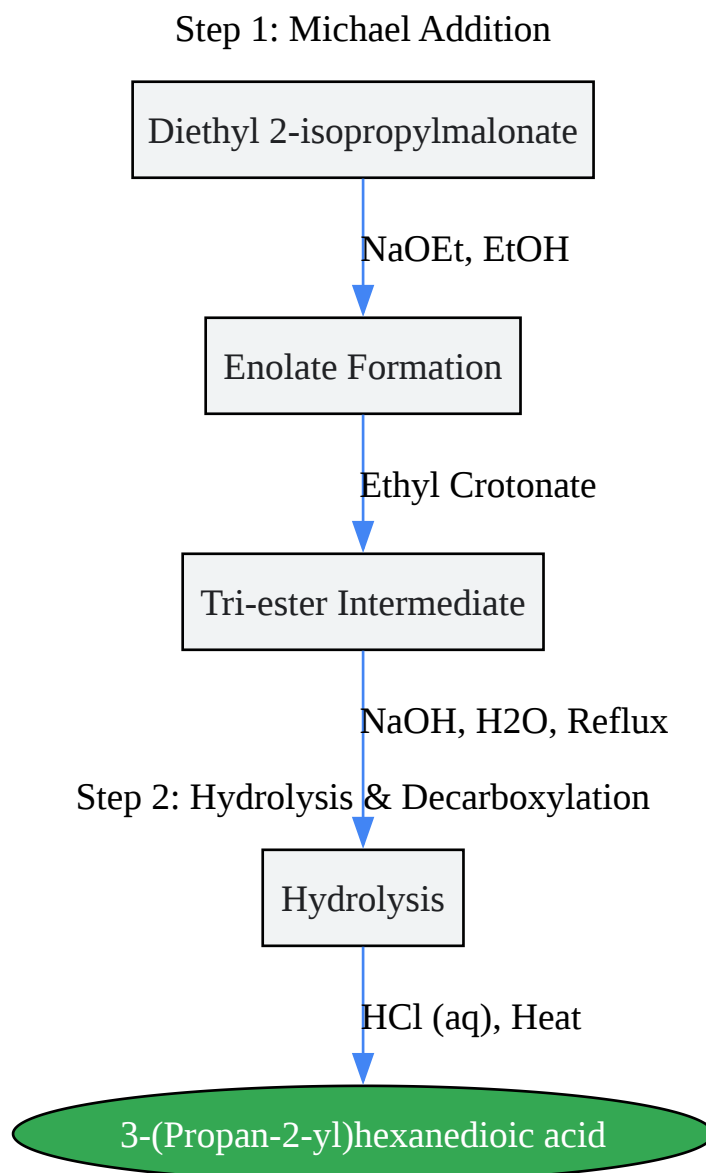 Step 1: Michael Addition
Diethyl 2-isopropylmalonate
NaOEt, EtOH
Enolate Formation
Ethyl Crotonate
Tri-ester Intermediate
NaOH, H2O, Reflux
Step 2: Hydrolysis & Decarboxylation
Hydrolysis
HCl (aq), Heat
3-(Propan-2-yl)hexanedioic acid